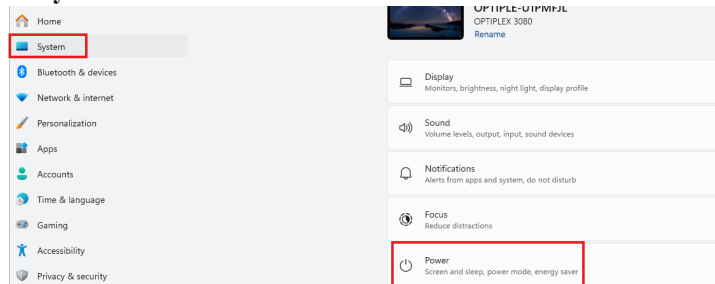 Home
System
Bluetooth & devices
Network & internet
Personalization
Apps
Accounts
Time & language
Gaming
Accessibility
Privacy & security
OPTIPLE-U1PMFJL
OPTIPLEX 3080
Rename
Display
Monitors, brightness, night light, display profile
Sound
Volume levels, output, input, sound devices
Notifications
Alerts from apps and system, do not disturb
Focus
Reduce distractions
Power
Screen and sleep, power mode, energy saver